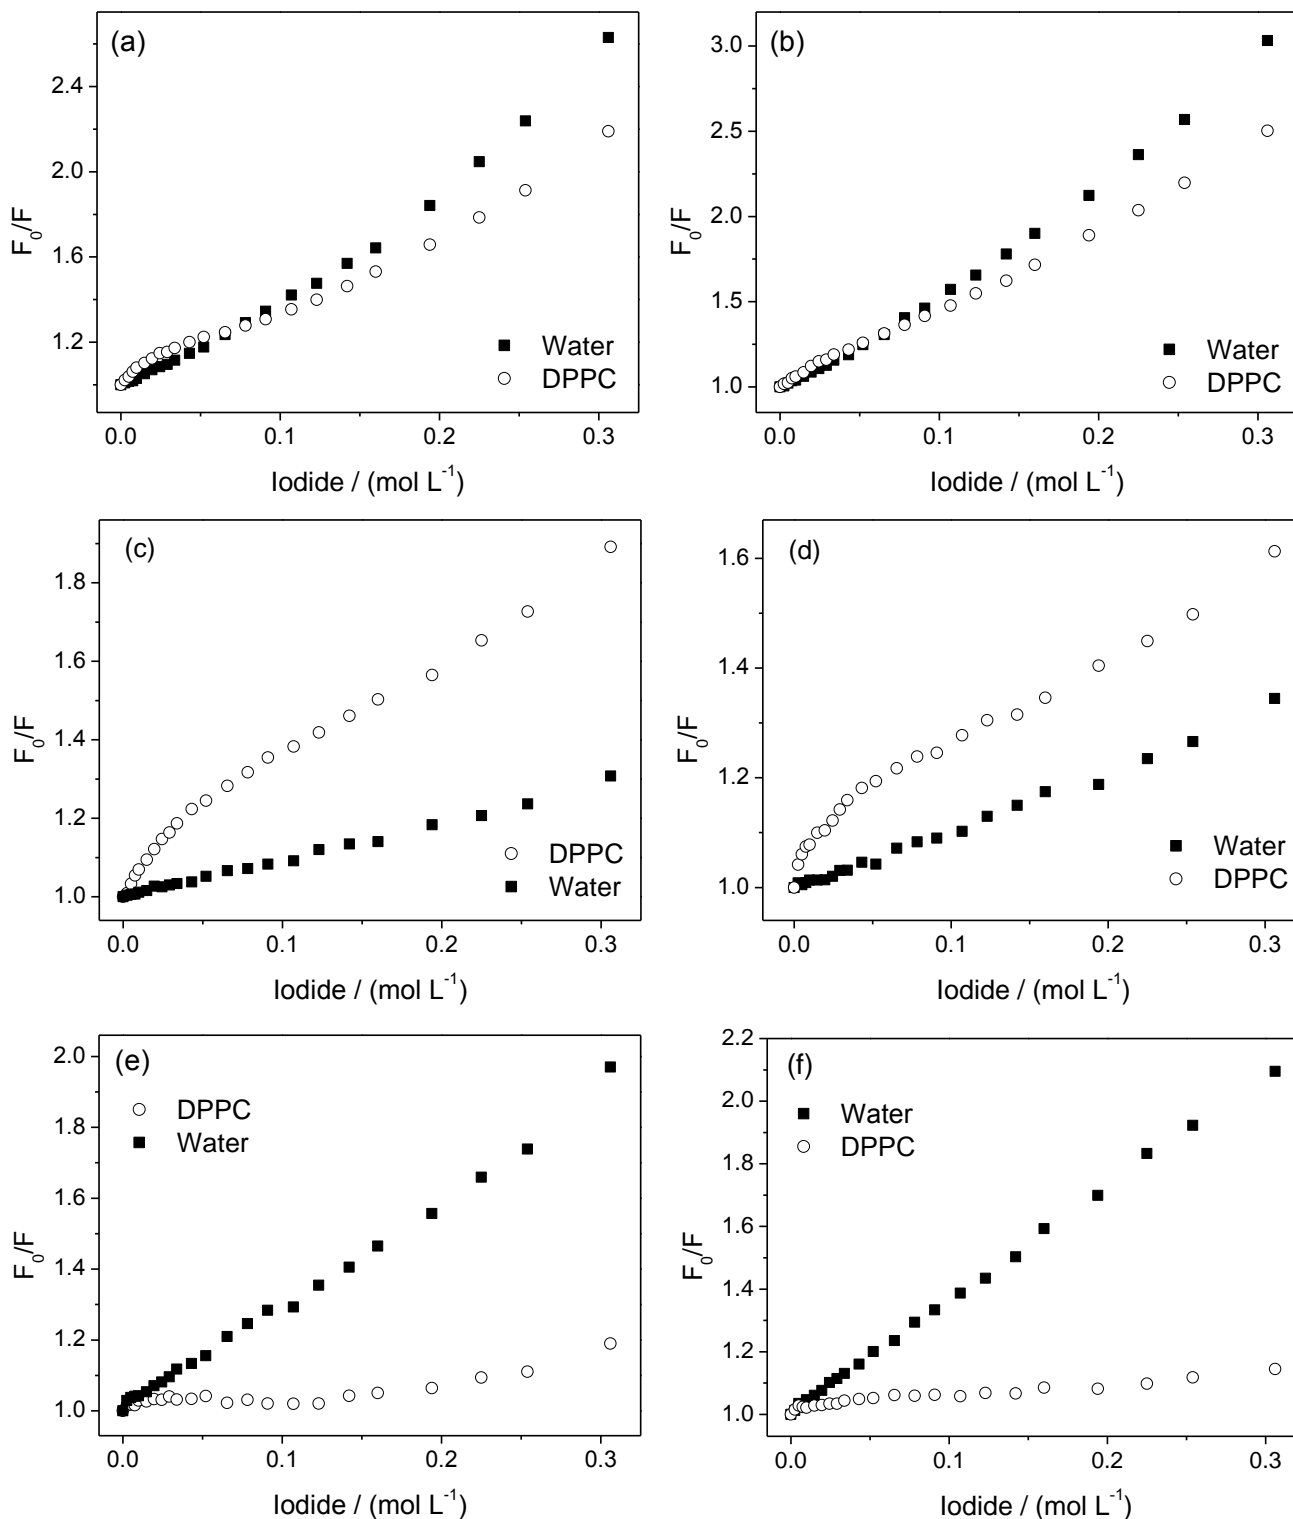 (a)
2.4
2.0
1.6
1.2
F₀/F
Water
DPPC
0.0 0.1 0.2 0.3
Iodide / (mol L⁻¹)
(b)
3.0
2.5
2.0
1.5
1.0
F₀/F
Water
DPPC
0.0 0.1 0.2 0.3
Iodide / (mol L⁻¹)
(c)
1.8
1.6
1.4
1.2
1.0
F₀/F
DPPC
Water
0.0 0.1 0.2 0.3
Iodide / (mol L⁻¹)
(d)
1.6
1.4
1.2
1.0
F₀/F
Water
DPPC
0.0 0.1 0.2 0.3
Iodide / (mol L⁻¹)
(e)
2.0
1.8
1.6
1.4
1.2
1.0
F₀/F
DPPC
Water
0.0 0.1 0.2 0.3
Iodide / (mol L⁻¹)
(f)
2.2
2.0
1.8
1.6
1.4
1.2
1.0
F₀/F
Water
DPPC
0.0 0.1 0.2 0.3
Iodide / (mol L⁻¹)